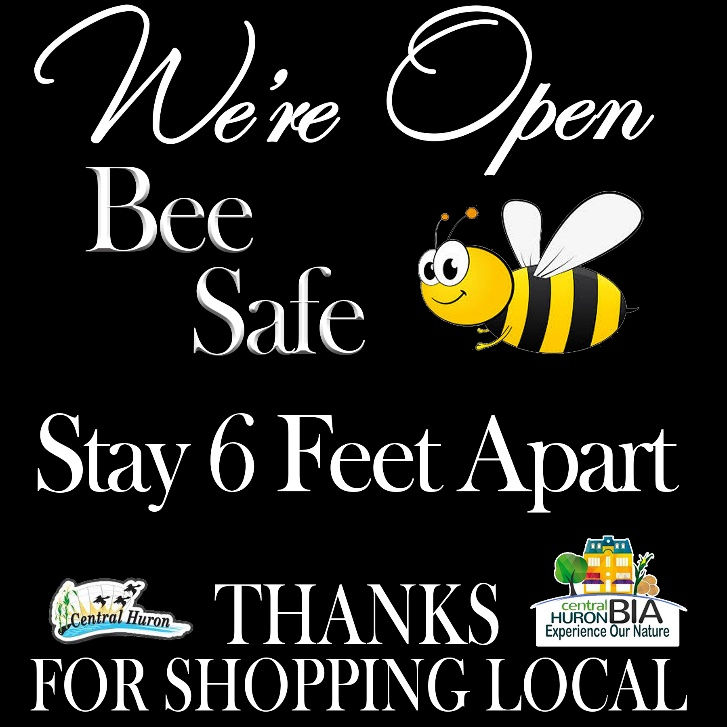 We're Open
Bee
Safe
Stay 6 Feet Apart
Central Huron
THANKS
central
HURON BIA
Experience Our Nature
FOR SHOPPING LOCAL